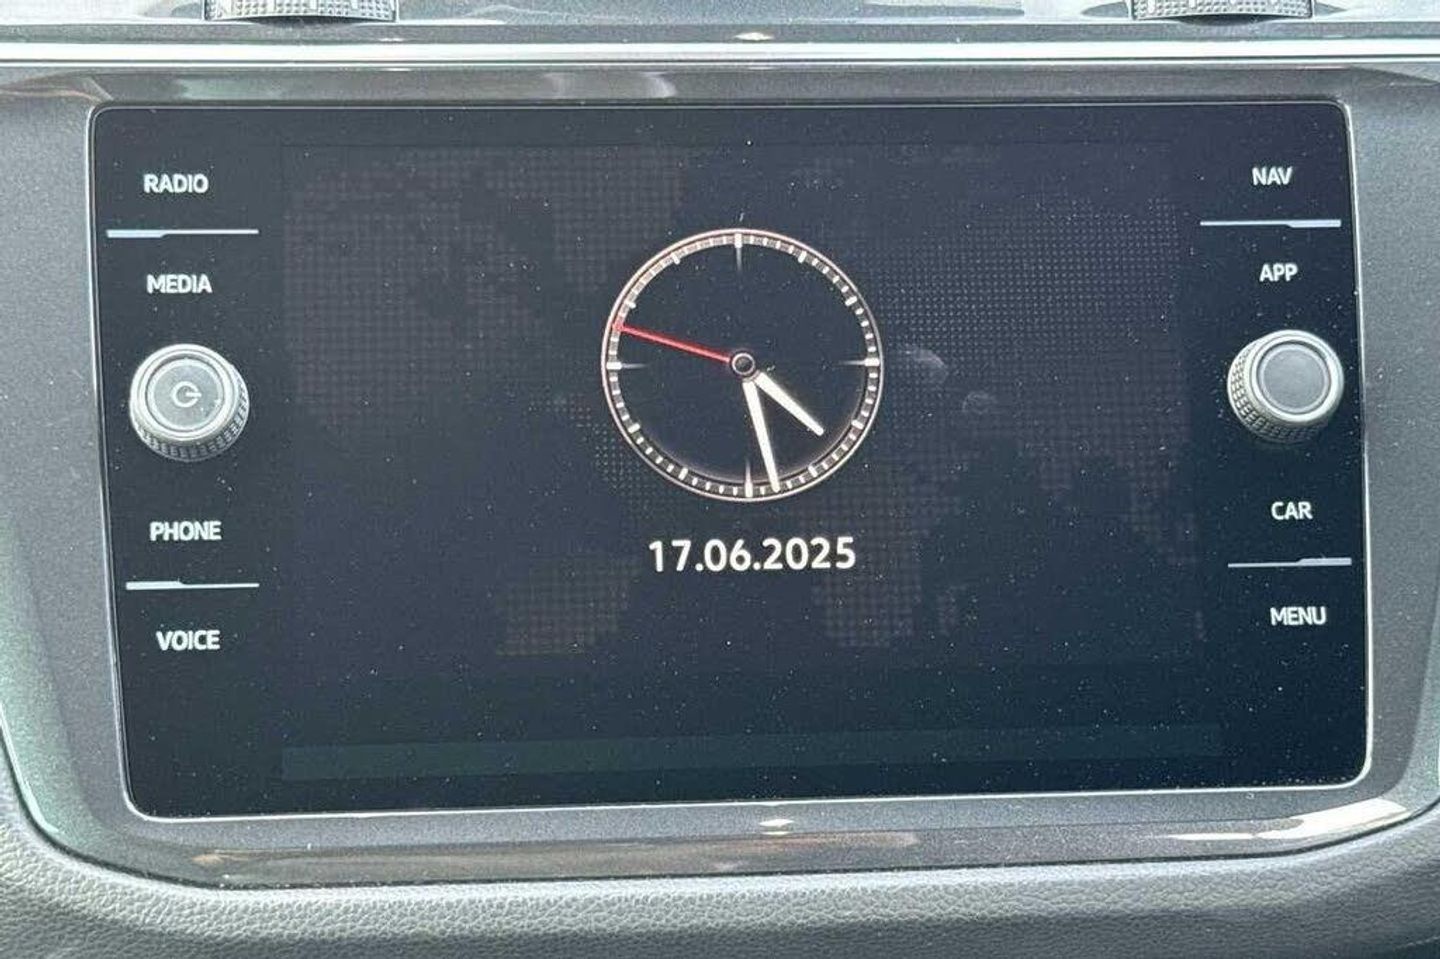 RADIO
MEDIA
PHONE
VOICE
17.06.2025
NAV
APP
CAR
MENU